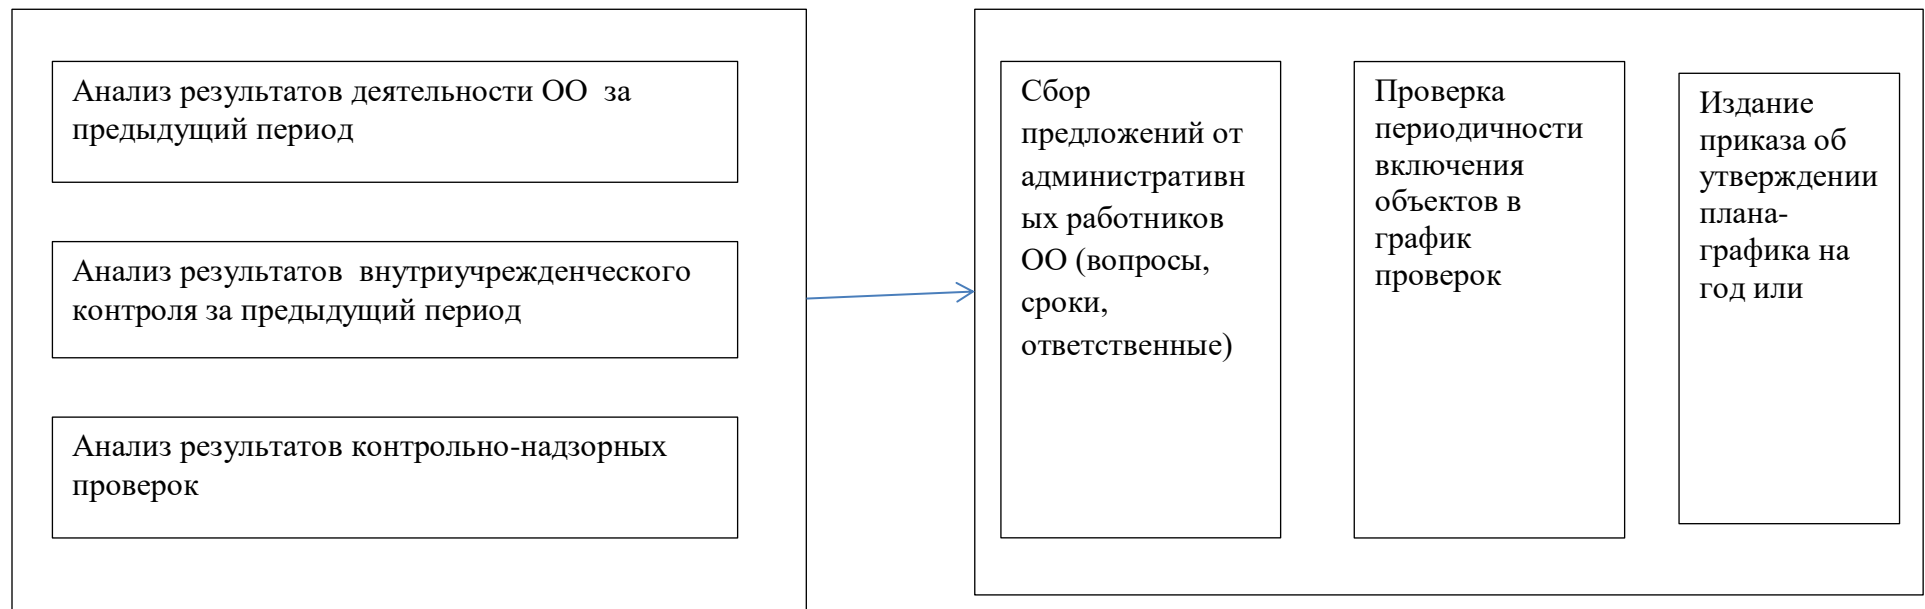 Анализ результатов деятельности ОО  за
предыдущий период
Анализ результатов  внутриучрежденческого
контроля за предыдущий период
Анализ результатов контрольно-надзорных
проверок
Сбор
предложений от
административн
ых работников
ОО (вопросы,
сроки,
ответственные)
Проверка
периодичности
включения
объектов в
график
проверок
Издание
приказа об
утверждении
плана-
графика на
год или